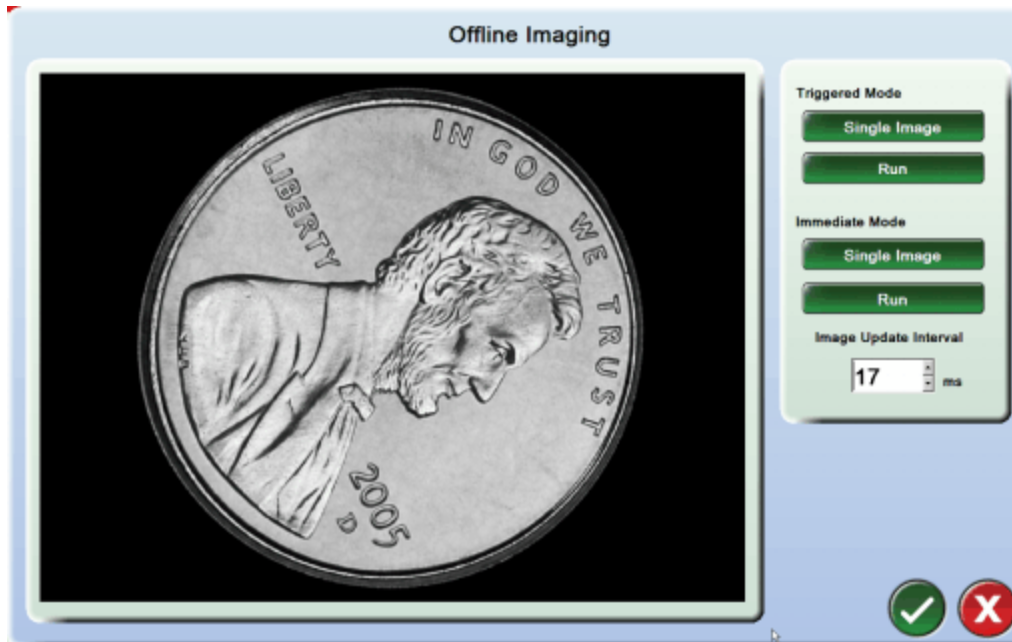 Offline Imaging
IN GOD WE TRUST
LIBERTY
2005
D
Triggered Mode
Single Image
Run
Immediate Mode
Single Image
Run
Image Update Interval
17 ms